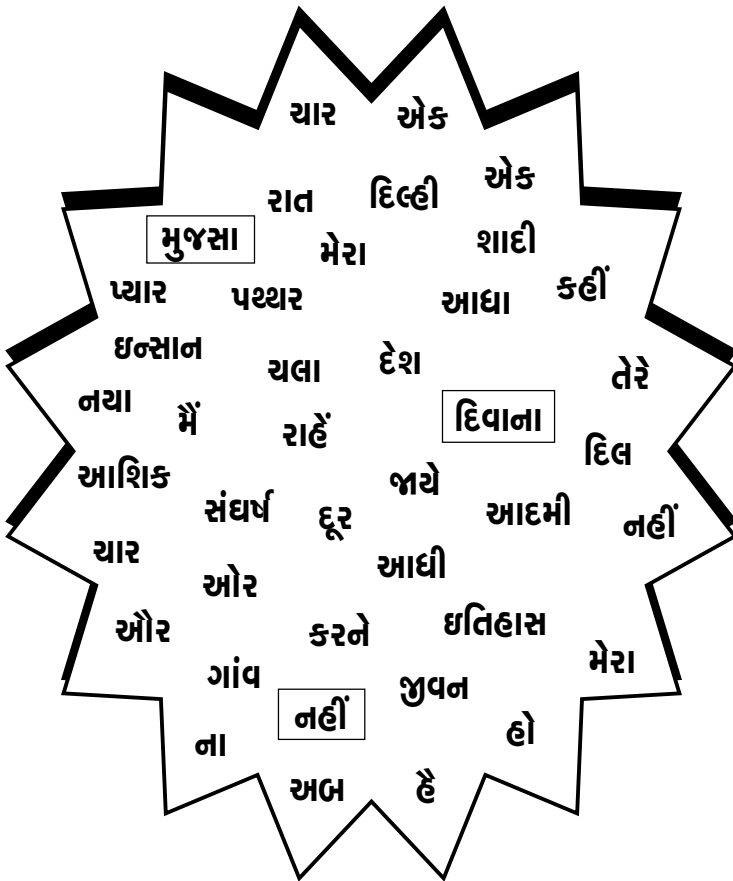 ચાર એક
એક
રાત દિલ્હી
મુજસા મેરા શાદી
પ્યાર પથ્થર આધા કહીં
ઇન્સાન ચલા દેશ તેરે
નયા મૈં રાહેં દિવાના
દિલ
આશિક જાયે
સંઘર્ષ દૂર આદમી નહીં
ચાર ઓર આધી
ઔર કરને ઇતિહાસ
ગાંવ જીવન મેરા
નહીં
ના હો
અબ હૈ